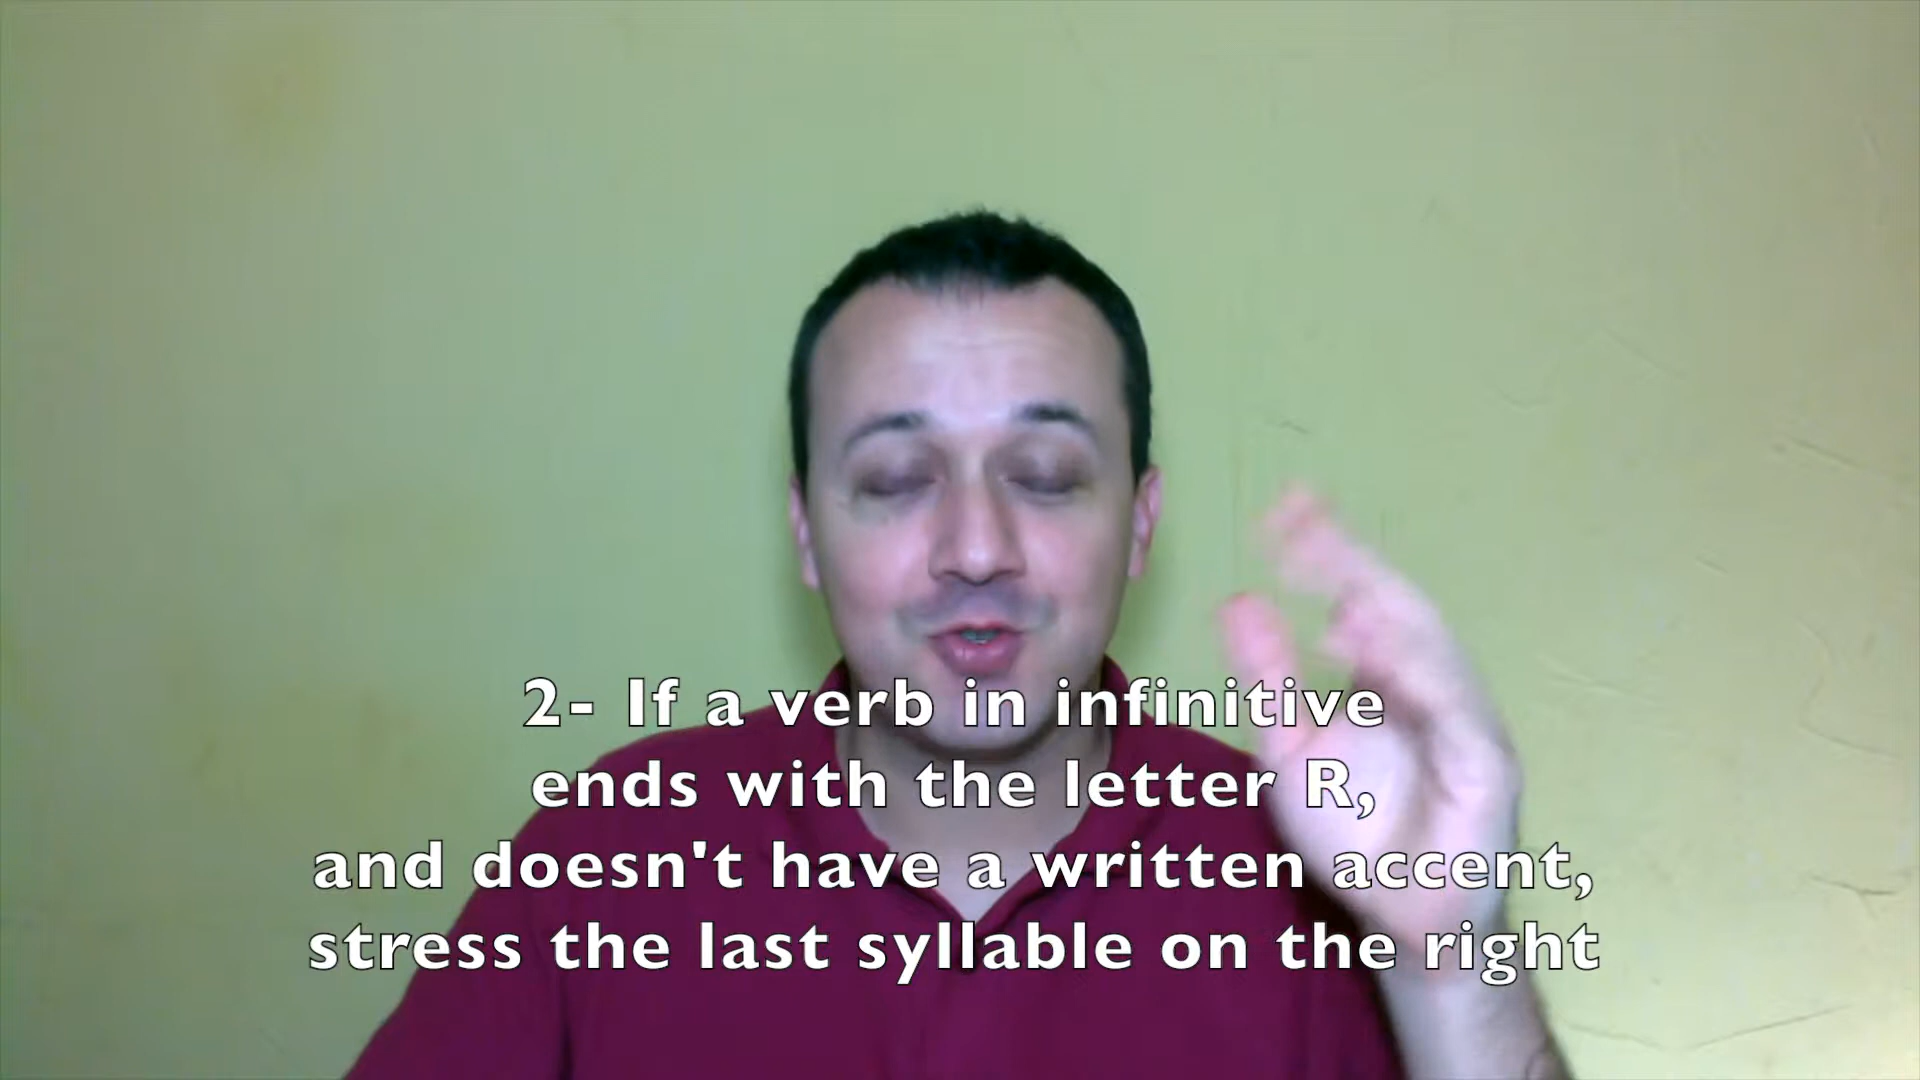 2- If a verb in infinitive
ends with the letter R,
and doesn't have a written accent,
stress the last syllable on the right